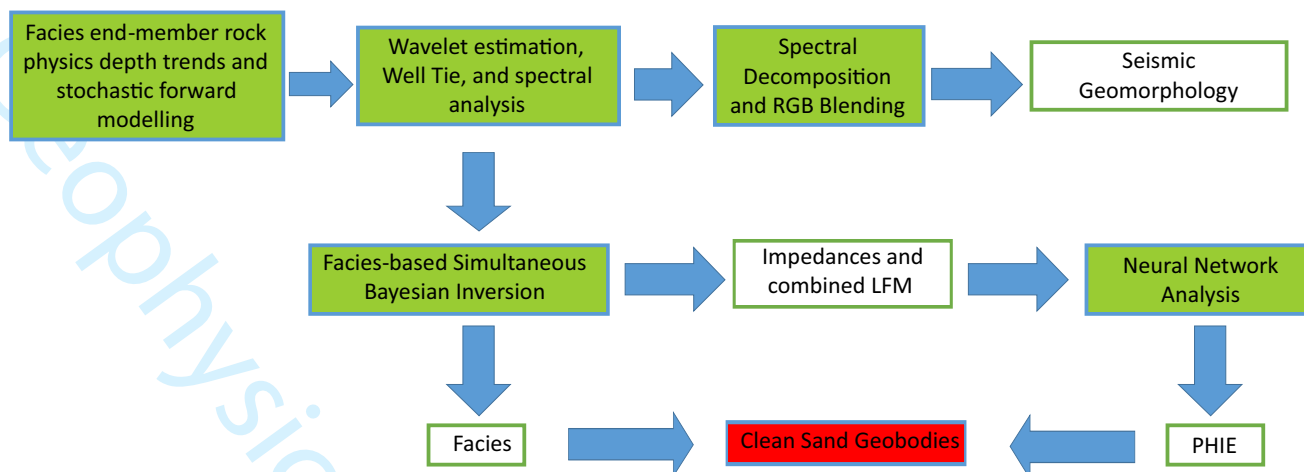 Facies end-member rock
physics depth trends and
stochastic forward
modelling
Wavelet estimation,
Well Tie, and spectral
analysis
Spectral
Decomposition
and RGB Blending
Seismic
Geomorphology
Facies-based Simultaneous
Bayesian Inversion
Impedances and
combined LFM
Neural Network
Analysis
Facies
Clean Sand Geobodies
PHIE